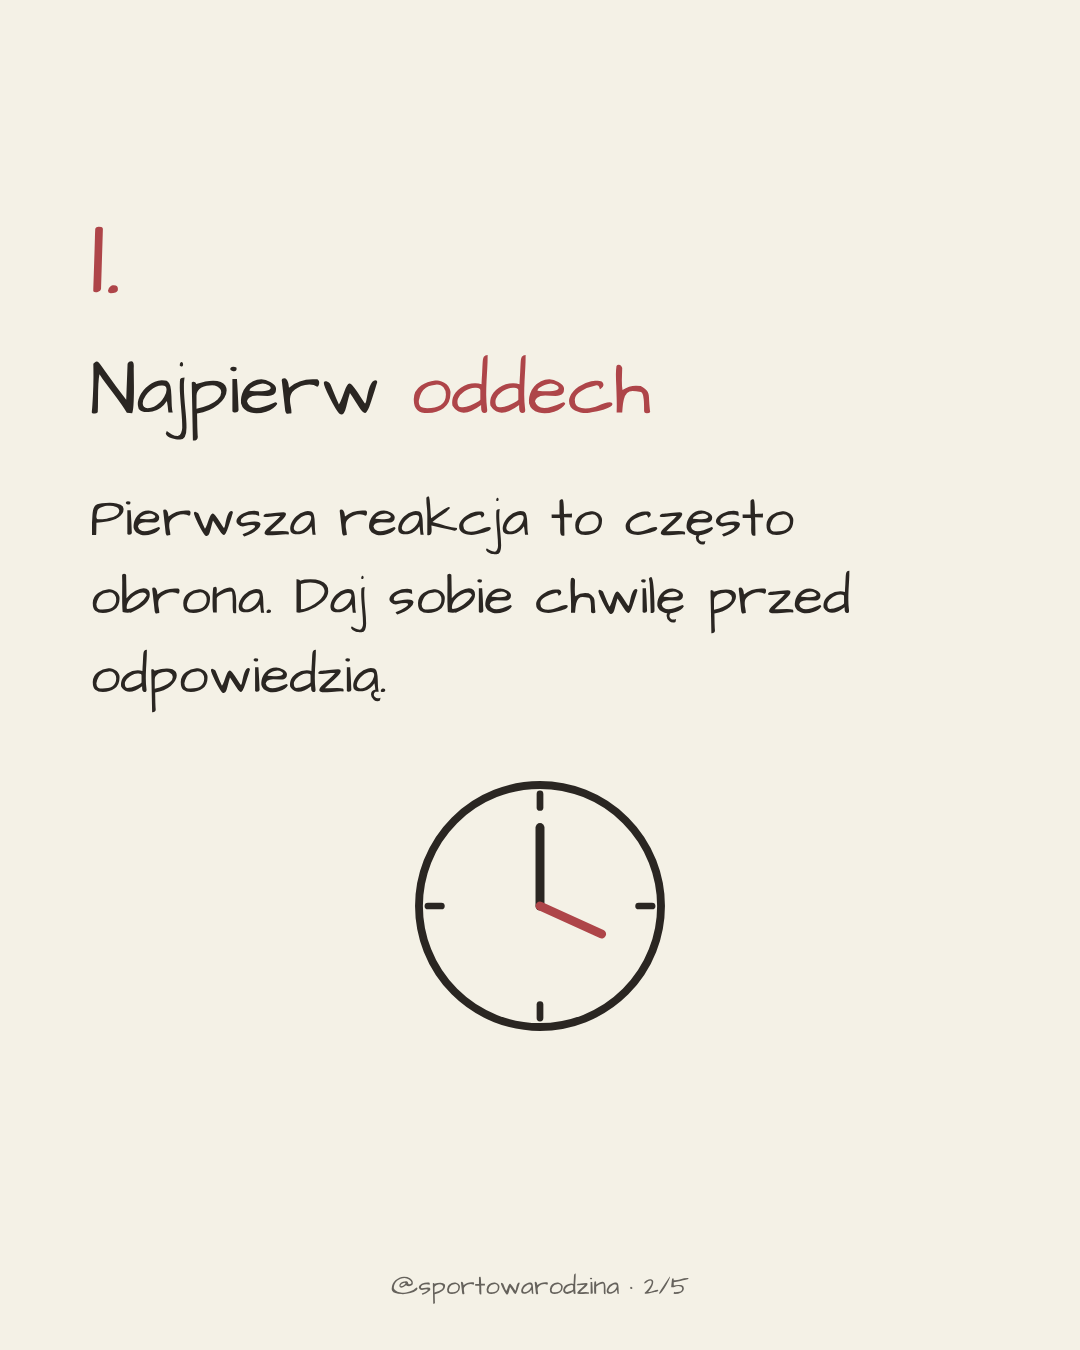 1.
Najpierw oddech
Pierwsza reakcja to często
obrona. Daj sobie chwilę przed
odpowiedzią.
@sportowarodzina · 2/5